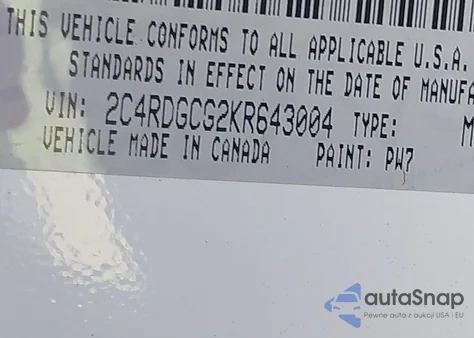 THIS VEHICLE CONFORMS TO ALL APPLICABLE U.S.A.
STANDARDS IN EFFECT ON THE DATE OF MANUFA
VIN: 2C4RDGCG2KR643004 TYPE: M
VEHICLE MADE IN CANADA PAINT: PW7
autaSnap
Pewne auta z aukcji USA i EU